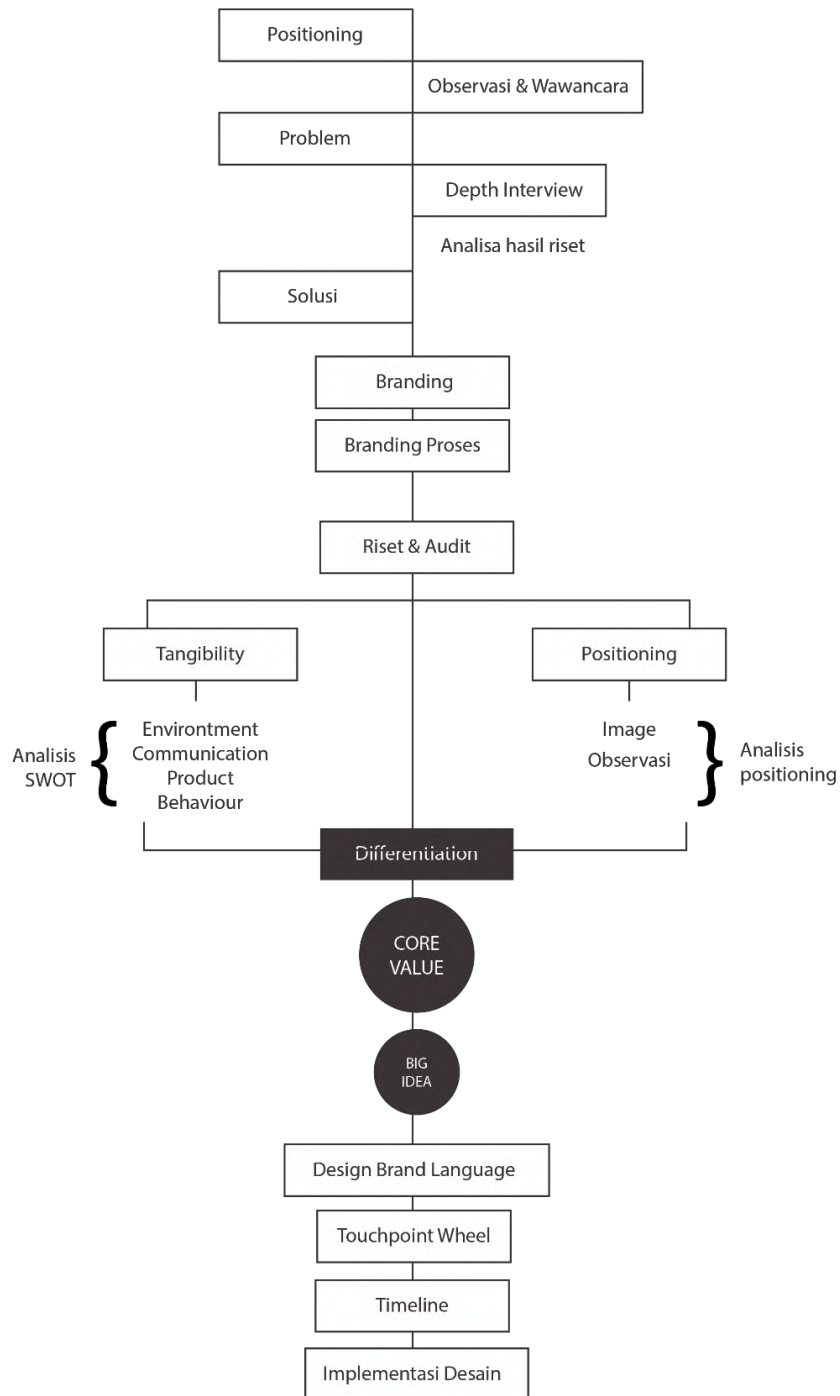 Positioning
Observasi & Wawancara
Problem
Depth Interview
Analisa hasil riset
Solusi
Branding
Branding Proses
Riset & Audit
Tangibility
Positioning
Analisis
SWOT
Environtment
Communication
Product
Behaviour
Image
Observasi
Analisis
positioning
Differentiation
CORE
VALUE
BIG
IDEA
Design Brand Language
Touchpoint Wheel
Timeline
Implementasi Desain